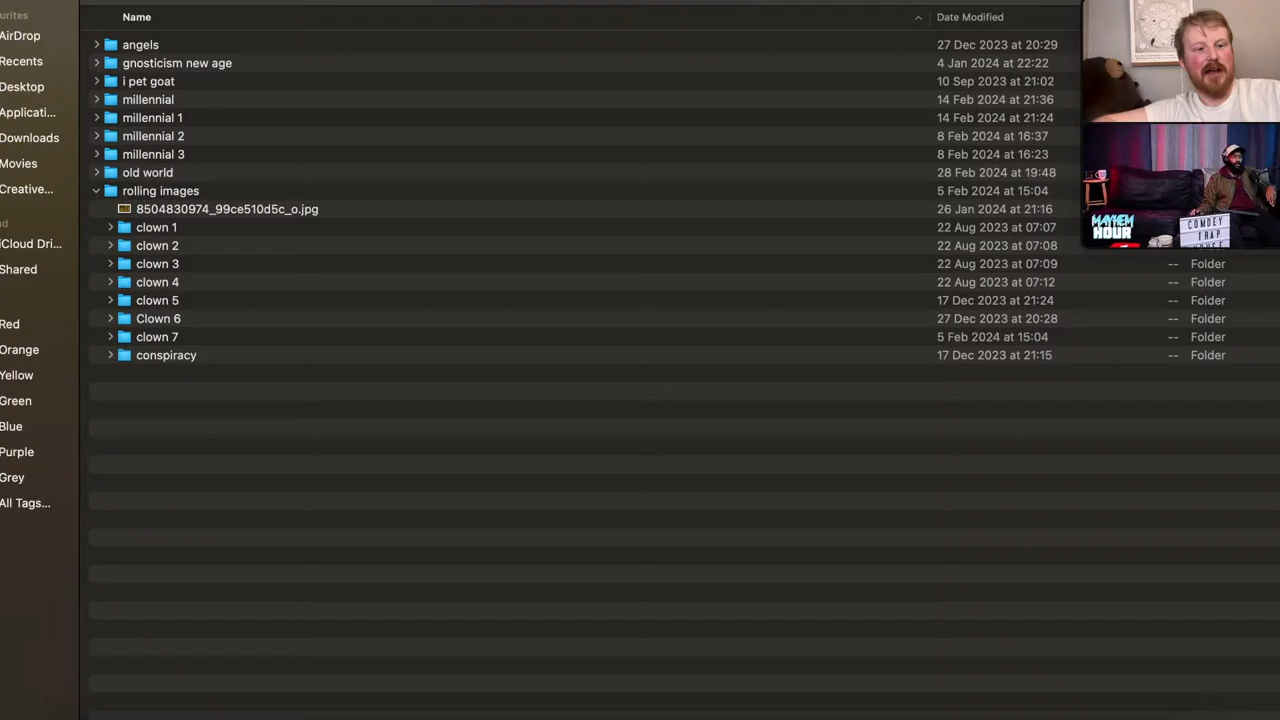 urites
Name
Date Modified
AirDrop
angels
27 Dec 2023 at 20:29
Recents
gnosticism new age
4 Jan 2024 at 22:22
Desktop
i pet goat
10 Sep 2023 at 21:02
Applicati...
millennial
14 Feb 2024 at 21:36
millennial 1
14 Feb 2024 at 21:24
Downloads
millennial 2
8 Feb 2024 at 16:37
Movies
millennial 3
8 Feb 2024 at 16:23
old world
28 Feb 2024 at 19:48
Creative...
rolling images
5 Feb 2024 at 15:04
8504830974_99ce510d5c_o.jpg
26 Jan 2024 at 21:16
d
clown 1
22 Aug 2023 at 07:07
iCloud Dri...
clown 2
22 Aug 2023 at 07:08
Shared
clown 3
22 Aug 2023 at 07:09
-- Folder
clown 4
22 Aug 2023 at 07:12
-- Folder
clown 5
17 Dec 2023 at 21:24
-- Folder
Red
Clown 6
27 Dec 2023 at 20:28
-- Folder
clown 7
5 Feb 2024 at 15:04
-- Folder
Orange
conspiracy
17 Dec 2023 at 21:15
-- Folder
Yellow
Green
Blue
Purple
Grey
All Tags...
MAYHEM
HOUR
COMDEY
TRAP
HOUSE